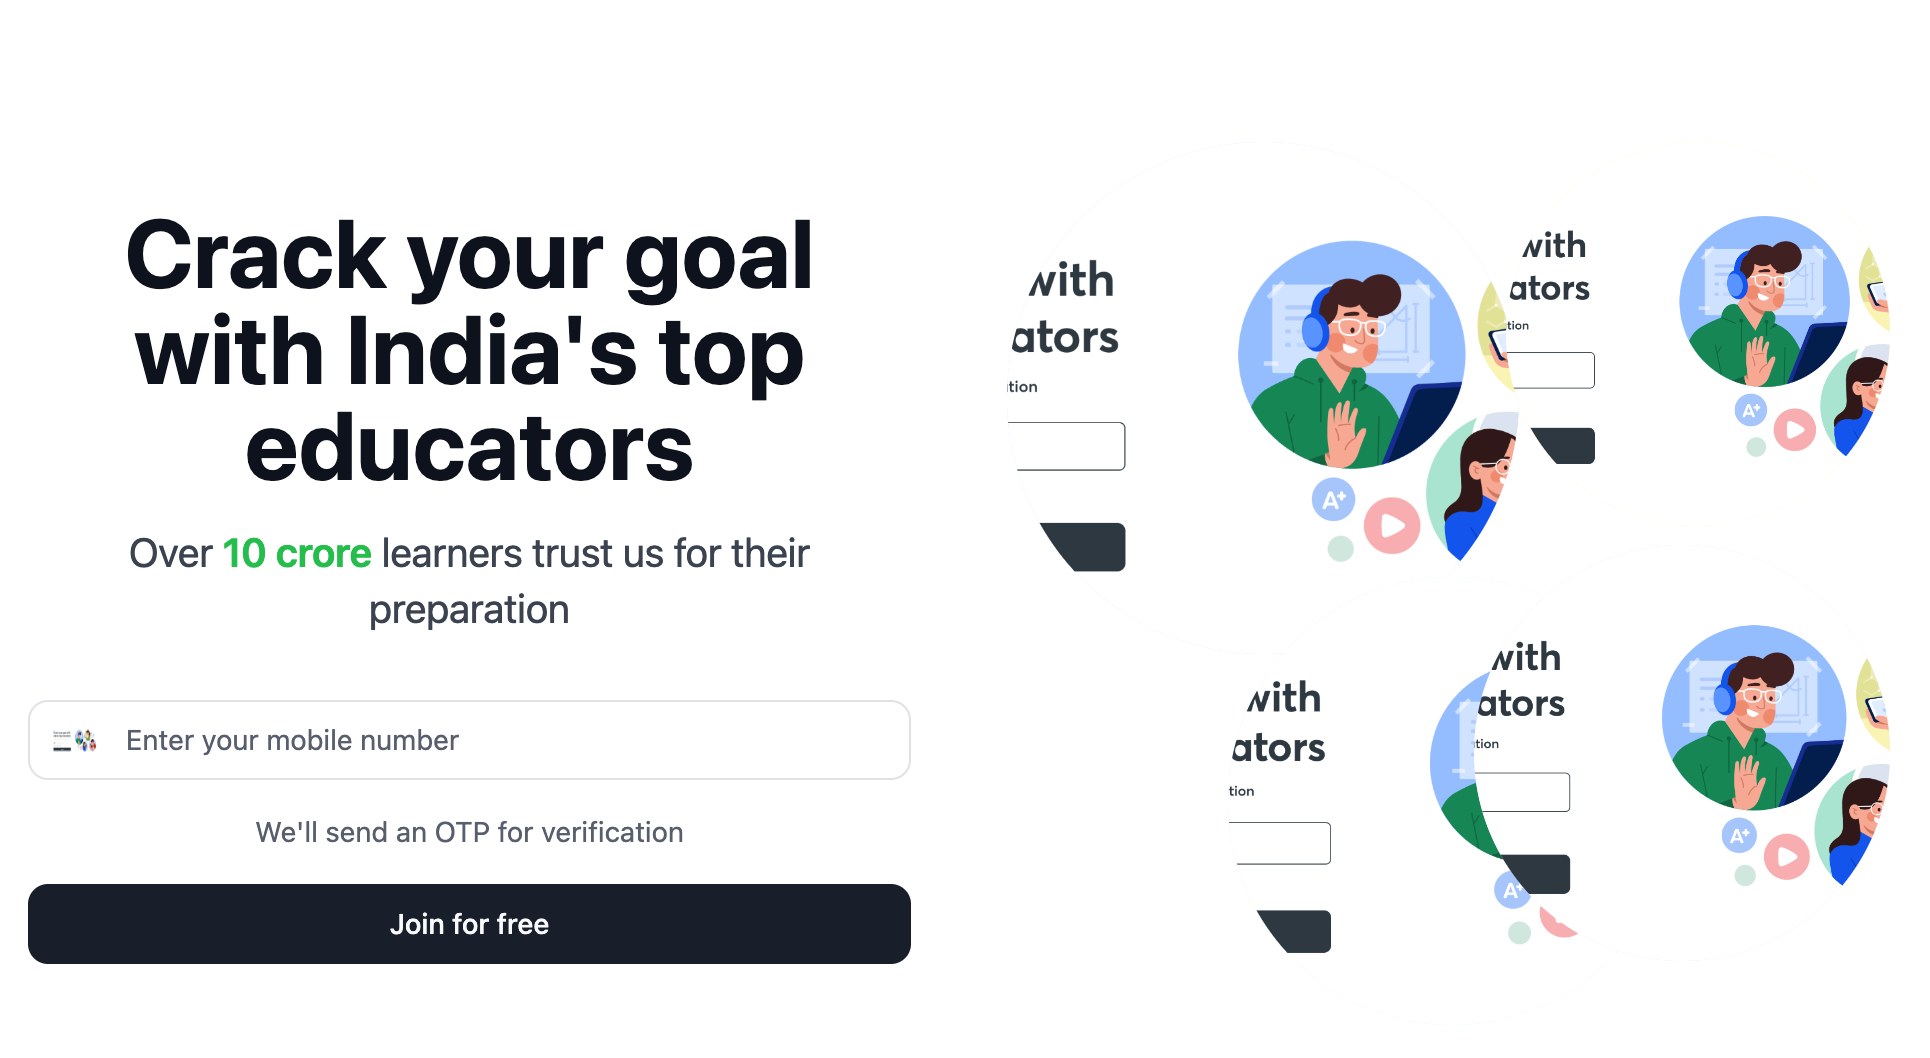 Crack your goal
with India's top
educators
Over 10 crore learners trust us for their
preparation
Enter your mobile number
We'll send an OTP for verification
Join for free
with
ators
tion
A+
with
ators
tion
A+
with
ators
tion
A+
with
ators
tion
A+